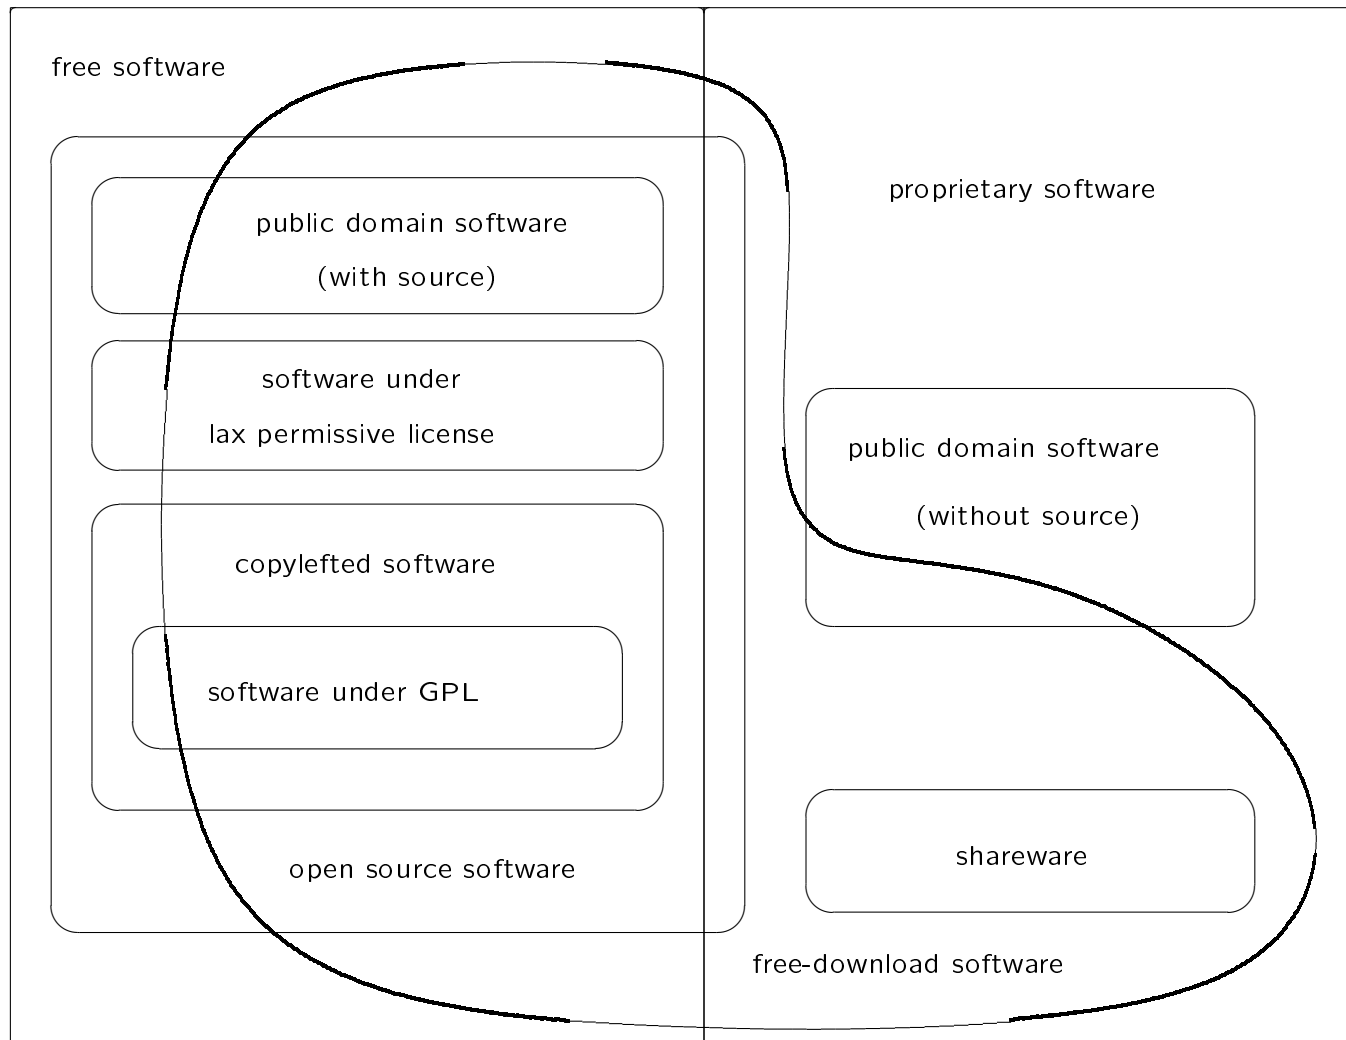 free software
proprietary software
public domain software
(with source)
software under
lax permissive license
public domain software
(without source)
copylefted software
software under GPL
shareware
open source software
free-download software